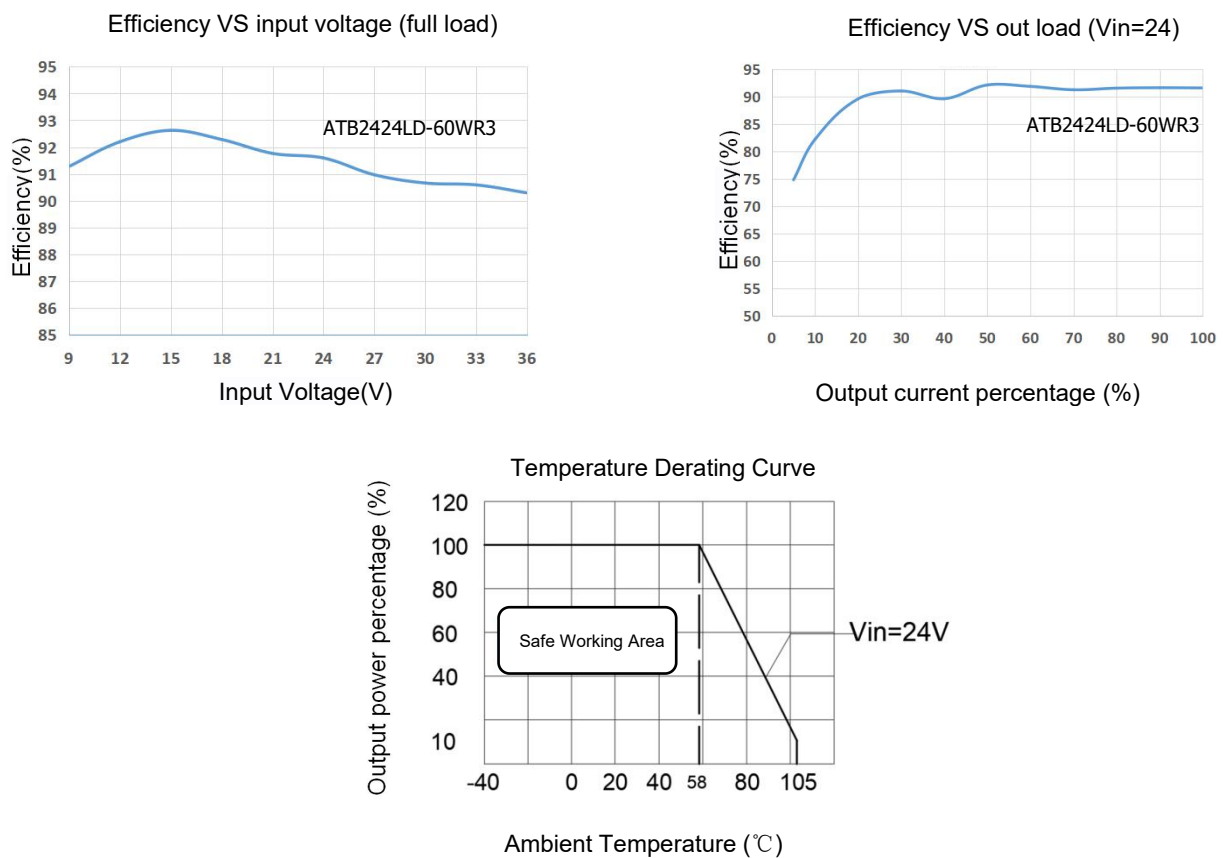 Efficiency VS input voltage (full load)
Efficiency(%)
95
94
93
92
91
90
89
88
87
86
85
ATB2424LD-60WR3
9 12 15 18 21 24 27 30 33 36
Input Voltage(V)
Efficiency VS out load (Vin=24)
Efficiency(%)
95
90
85
80
75
70
65
60
55
50
ATB2424LD-60WR3
0 10 20 30 40 50 60 70 80 90 100
Output current percentage (%)
Temperature Derating Curve
Output power percentage (%)
120
100
80
60
40
10
Safe Working Area
Vin=24V
-40 0 20 40 58 80 105
Ambient Temperature (℃)